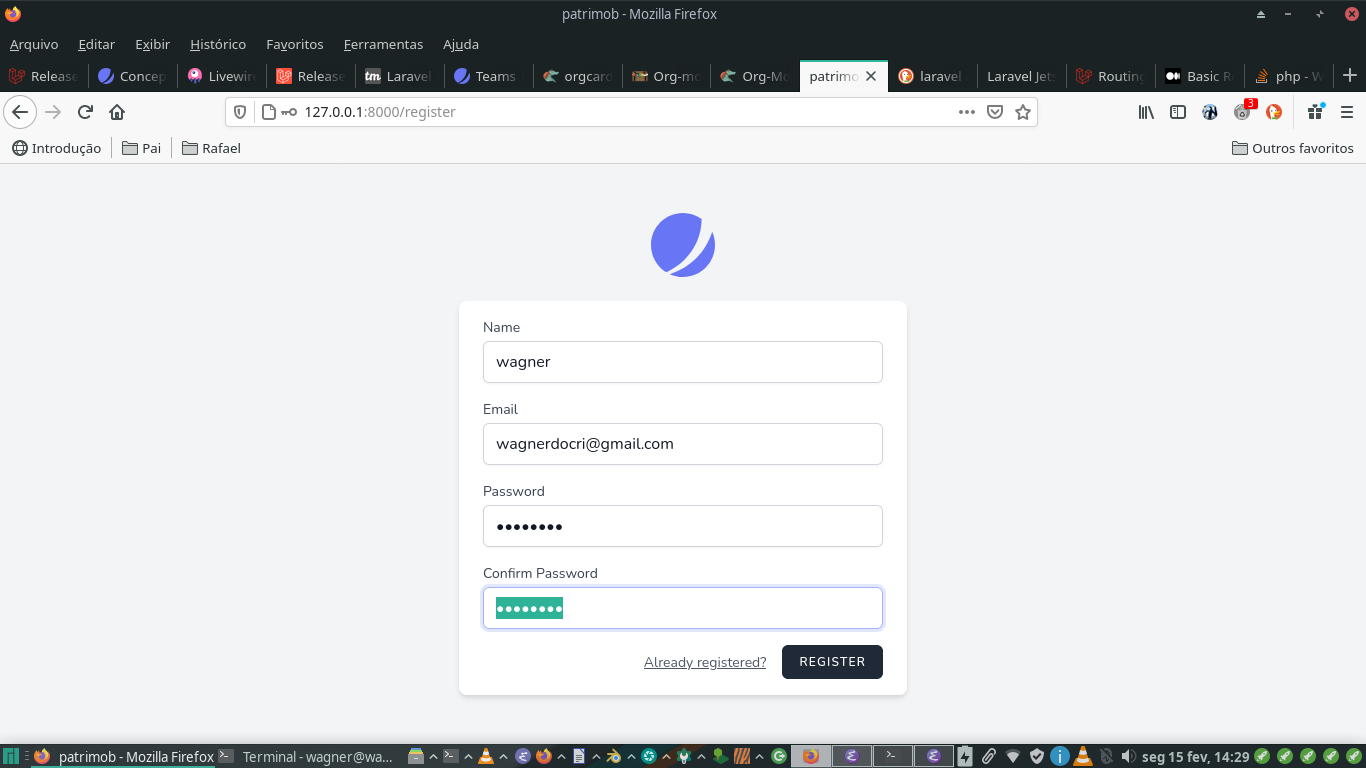 patrimob - Mozilla Firefox
Arquivo Editar Exibir Histórico Favoritos Ferramentas Ajuda
Release Concep Livewir Release Laravel Teams orgcard Org-mo Org-Mo patrimo laravel Laravel Jets Routing Basic R php - W
127.0.0.1:8000/register
3
Introdução Pai Rafael Outros favoritos
Name
wagner
Email
wagnerdocri@gmail.com
Password
••••••••
Confirm Password
••••••••
Already registered? REGISTER
patrimob - Mozilla Firefox Terminal - wagner@wa... seg 15 fev, 14:29